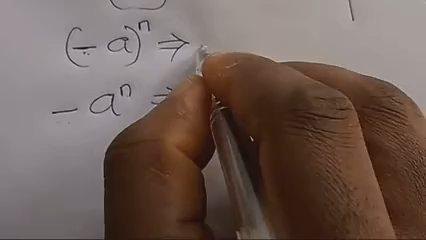 (-a)ⁿ ⇒
-aⁿ ⇒